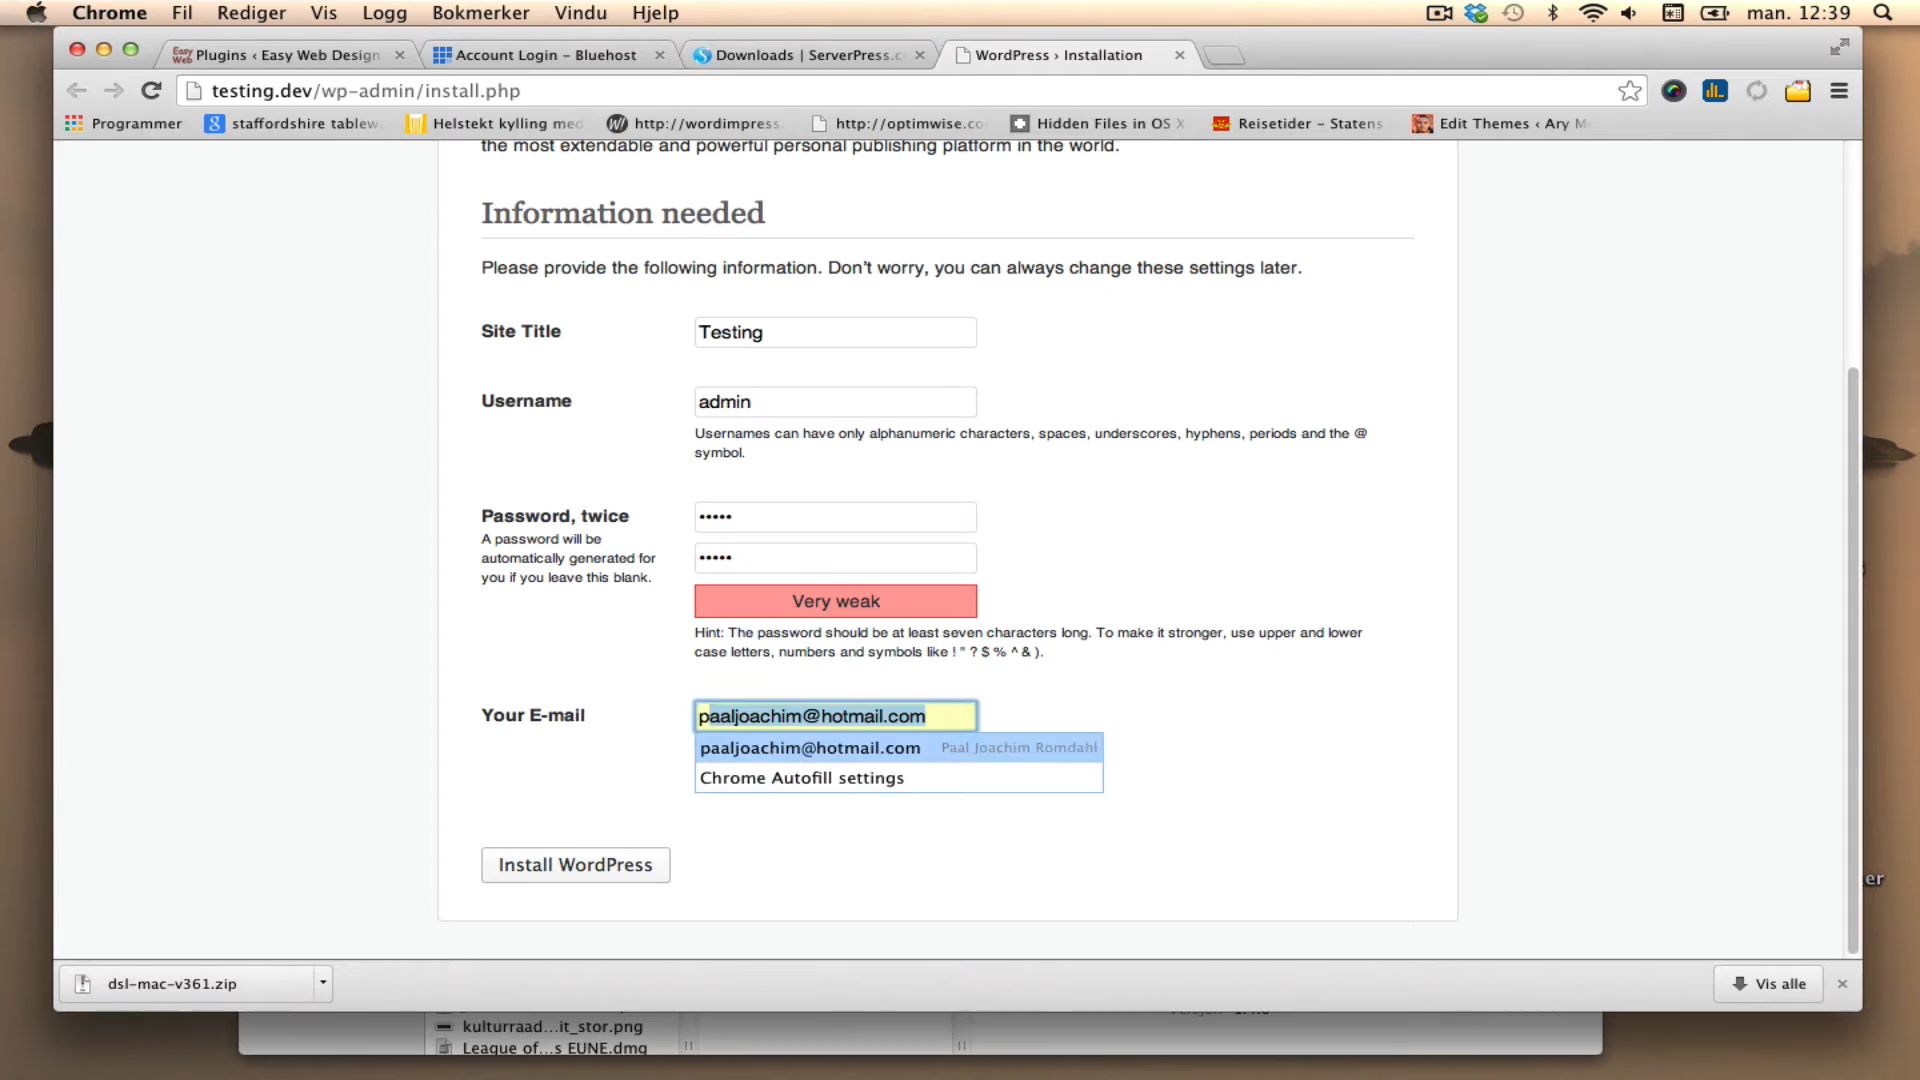 Chrome Fil Rediger Vis Logg Bokmerker Vindu Hjelp man. 12:39
Easy Web Plugins ‹ Easy Web Design Account Login – Bluehost Downloads | ServerPress.c WordPress › Installation
testing.dev/wp-admin/install.php
Programmer staffordshire tablew Helstekt kylling med http://wordimpress http://optimwise.co Hidden Files in OS X Reisetider – Statens Edit Themes ‹ Ary M
the most extendable and powerful personal publishing platform in the world.
Information needed
Please provide the following information. Don't worry, you can always change these settings later.
Site Title Testing
Username admin
Usernames can have only alphanumeric characters, spaces, underscores, hyphens, periods and the @
symbol.
Password, twice •••••
A password will be
automatically generated for
you if you leave this blank.
•••••
Very weak
Hint: The password should be at least seven characters long. To make it stronger, use upper and lower
case letters, numbers and symbols like ! " ? $ % ^ & ).
Your E-mail paaljoachim@hotmail.com
paaljoachim@hotmail.com Paal Joachim Romdahl
Chrome Autofill settings
Install WordPress
er
dsl-mac-v361.zip Vis alle
kulturraad...it_stor.png
League of...s EUNE.dmg